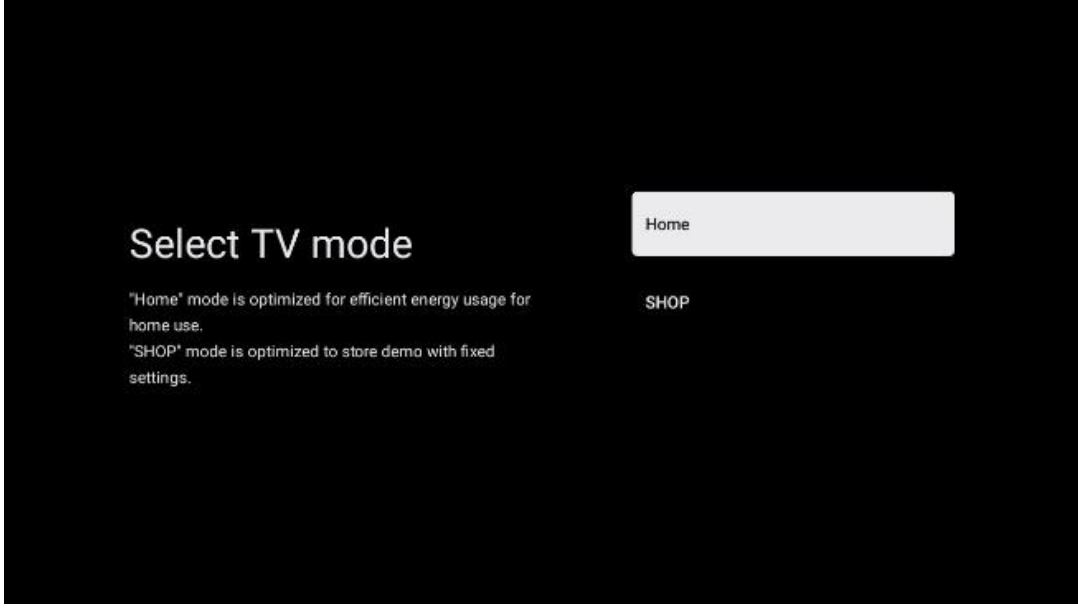 Select TV mode
"Home" mode is optimized for efficient energy usage for
home use.
"SHOP" mode is optimized to store demo with fixed
settings.
Home
SHOP